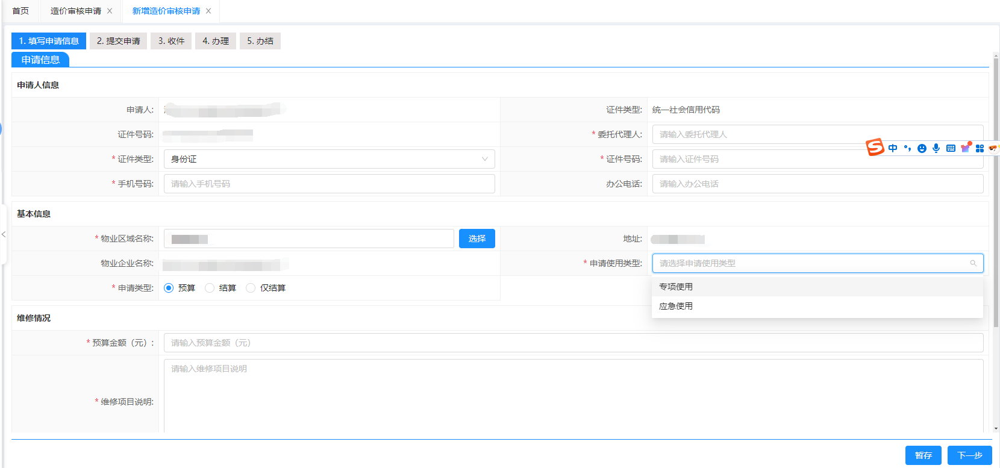 首页 造价审核申请 新增造价审核申请
1. 填写申请信息 2. 提交申请 3. 收件 4. 办理 5. 办结
申请信息
申请人信息
申请人: 证件类型: 统一社会信用代码
证件号码: * 委托代理人: 请输入委托代理人
* 证件类型: 身份证 * 证件号码: 请输入证件号码
中
* 手机号码: 请输入手机号码 办公电话: 请输入办公电话
基本信息
* 物业区域名称: 选择 地址:
物业企业名称: * 申请使用类型: 请选择申请使用类型
* 申请类型: 预算 结算 仅结算 专项使用
应急使用
维修情况
* 预算金额（元）: 请输入预算金额（元）
请输入维修项目说明
* 维修项目说明:
暂存 下一步